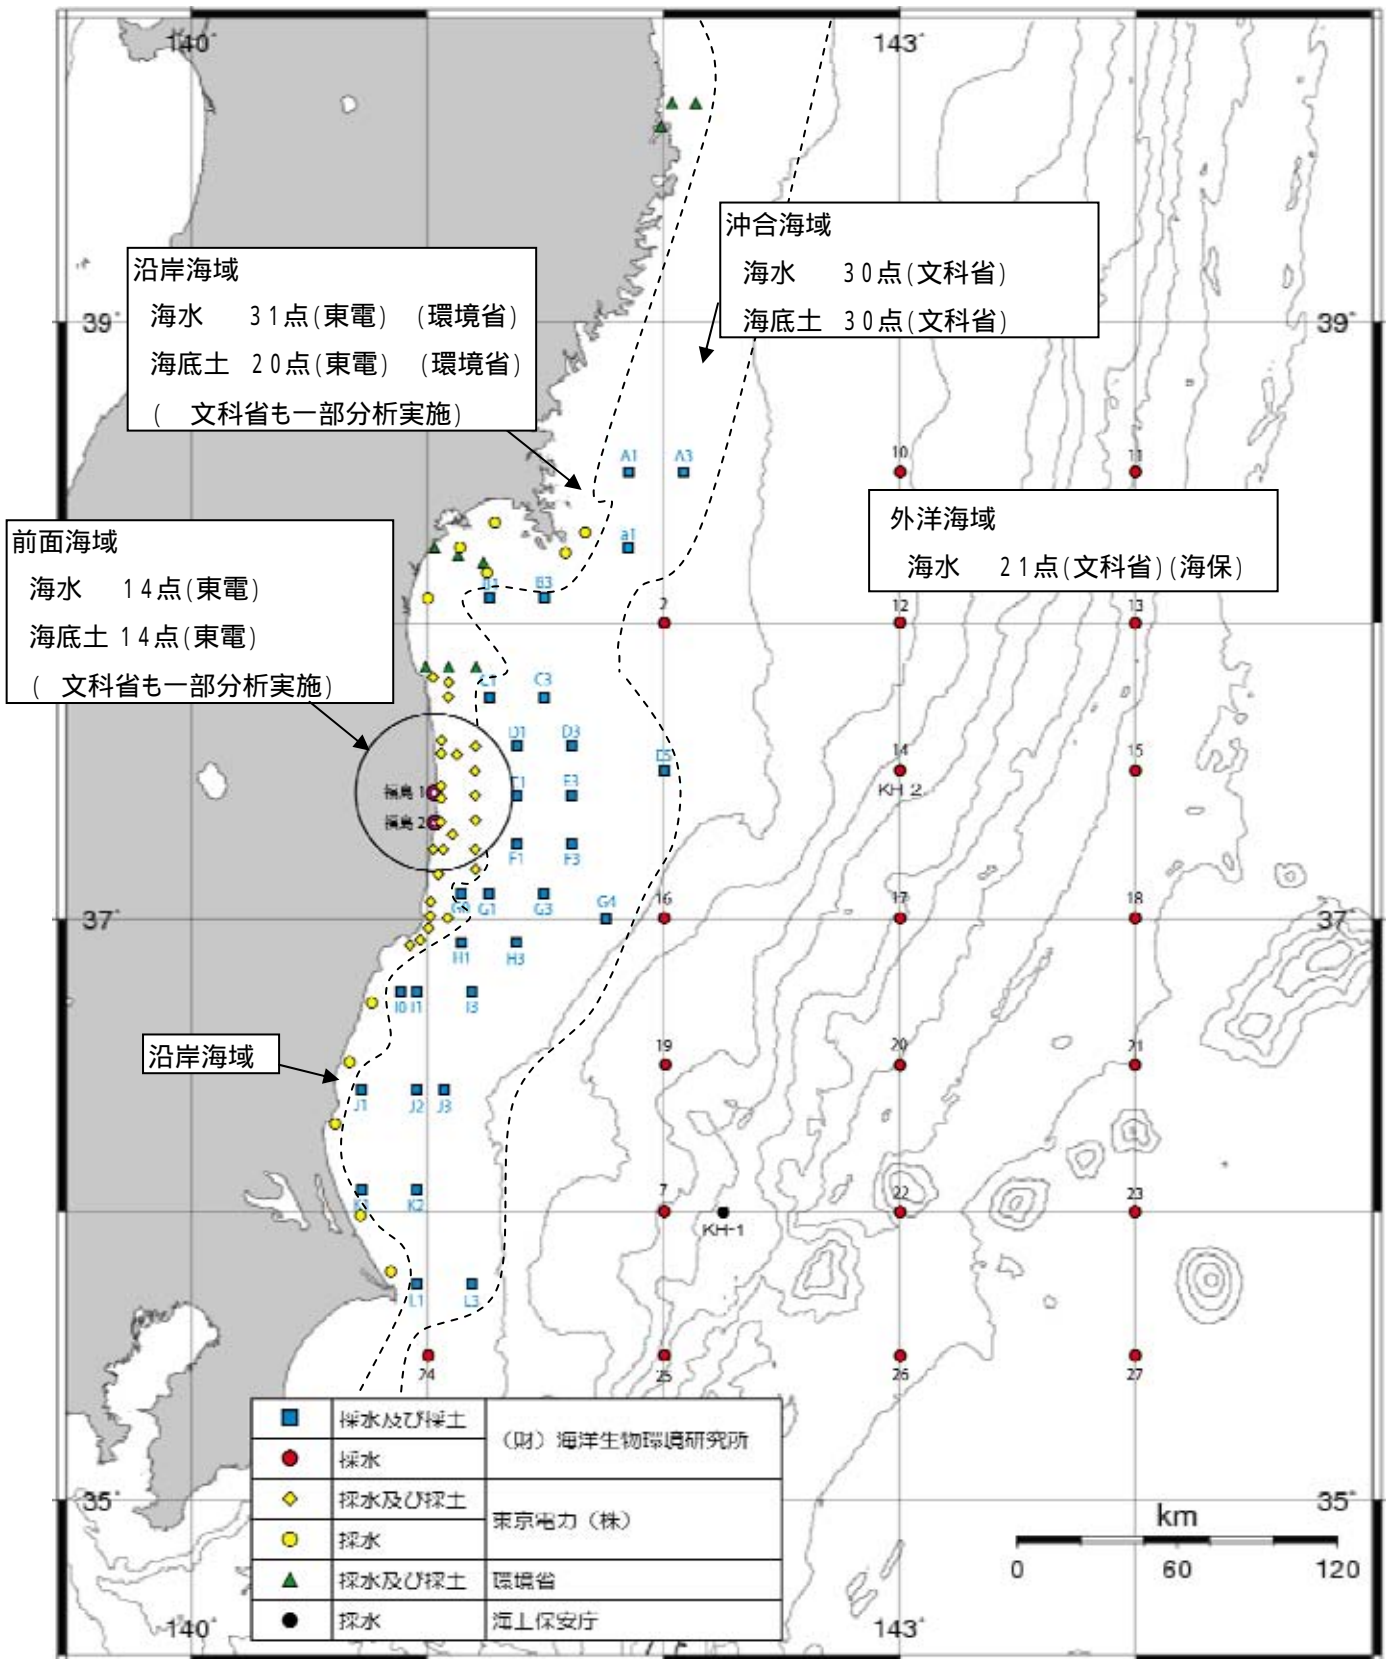 140°
143°
沖合海域
海水 30点(文科省)
海底土 30点(文科省)
沿岸海域
海水 31点(東電) (環境省)
海底土 20点(東電) (環境省)
( 文科省も一部分析実施)
39°
39°
A1
A3
10
11
外洋海域
海水 21点(文科省)(海保)
前面海域
海水 14点(東電)
海底土 14点(東電)
( 文科省も一部分析実施)
a1
B1
B3
2
12
13
C1
C3
D1
D3
D5
14
KH 2
15
福島 1
E1
E3
福島 2
F1
F3
G0
G1
G3
G4
16
17
18
37°
37°
H1
H3
I0
I1
I3
沿岸海域
19
20
21
J1
J2
J3
K1
K2
7
KH-1
22
23
L1
L3
24
25
26
27
採水及び採土
(財)海洋生物環境研究所
採水
採水及び採土
東京電力(株)
採水
採水及び採土
環境省
採水
海上保安庁
35°
35°
km
0
60
120
140°
143°